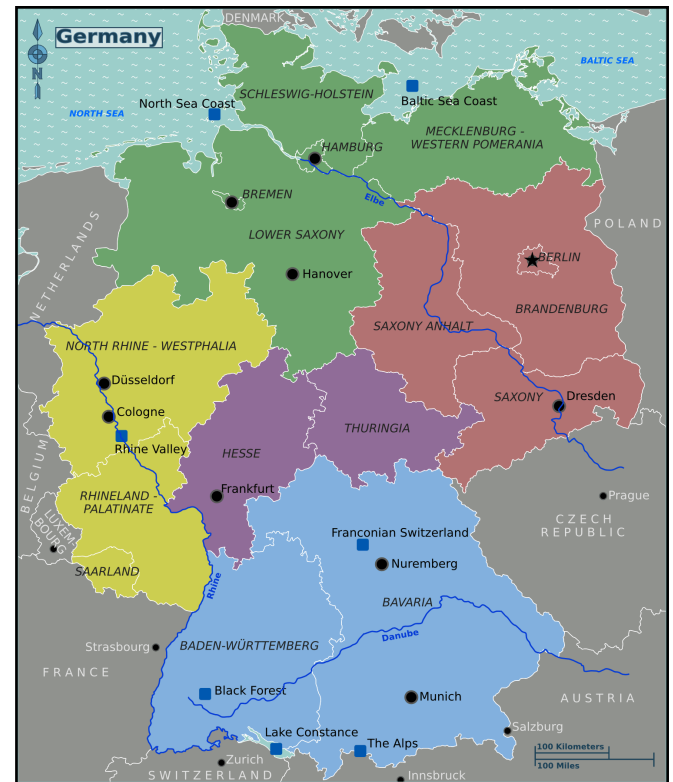 DENMARK
Germany
N
BALTIC SEA
NORTH SEA
North Sea Coast
SCHLESWIG-HOLSTEIN
Baltic Sea Coast
MECKLENBURG -
WESTERN POMERANIA
HAMBURG
BREMEN
Elbe
LOWER SAXONY
POLAND
NETHERLANDS
BERLIN
Hanover
BRANDENBURG
SAXONY ANHALT
NORTH RHINE - WESTPHALIA
Düsseldorf
Cologne
SAXONY
Dresden
THURINGIA
Rhine Valley
HESSE
BELGIUM
Frankfurt
RHINELAND -
PALATINATE
Prague
CZECH
REPUBLIC
LUXEM-
BOURG
Franconian Switzerland
Nuremberg
SAARLAND
Rhine
BAVARIA
Danube
Strasbourg
BADEN-WÜRTTEMBERG
FRANCE
Black Forest
Munich
AUSTRIA
Salzburg
Lake Constance
The Alps
100 Kilometers
100 Miles
Zurich
SWITZERLAND
Innsbruck